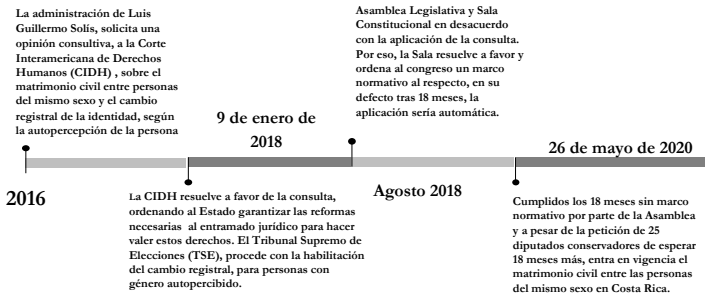 La administración de Luis
Guillermo Solís, solicita una
opinión consultiva, a la Corte
Interamericana de Derechos
Humanos (CIDH) , sobre el
matrimonio civil entre personas
del mismo sexo y el cambio
registral de la identidad, según
la autopercepción de la persona
2016
9 de enero de
2018
La CIDH resuelve a favor de la consulta,
ordenando al Estado garantizar las reformas
necesarias al entramado jurídico para hacer
valer estos derechos. El Tribunal Supremo de
Elecciones (TSE), procede con la habilitación
del cambio registral, para personas con
género autopercibido.
Asamblea Legislativa y Sala
Constitucional en desacuerdo
con la aplicación de la consulta.
Por eso, la Sala resuelve a favor y
ordena al congreso un marco
normativo al respecto, en su
defecto tras 18 meses, la
aplicación sería automática.
Agosto 2018
26 de mayo de 2020
Cumplidos los 18 meses sin marco
normativo por parte de la Asamblea
y a pesar de la petición de 25
diputados conservadores de esperar
18 meses más, entra en vigencia el
matrimonio civil entre las personas
del mismo sexo en Costa Rica.